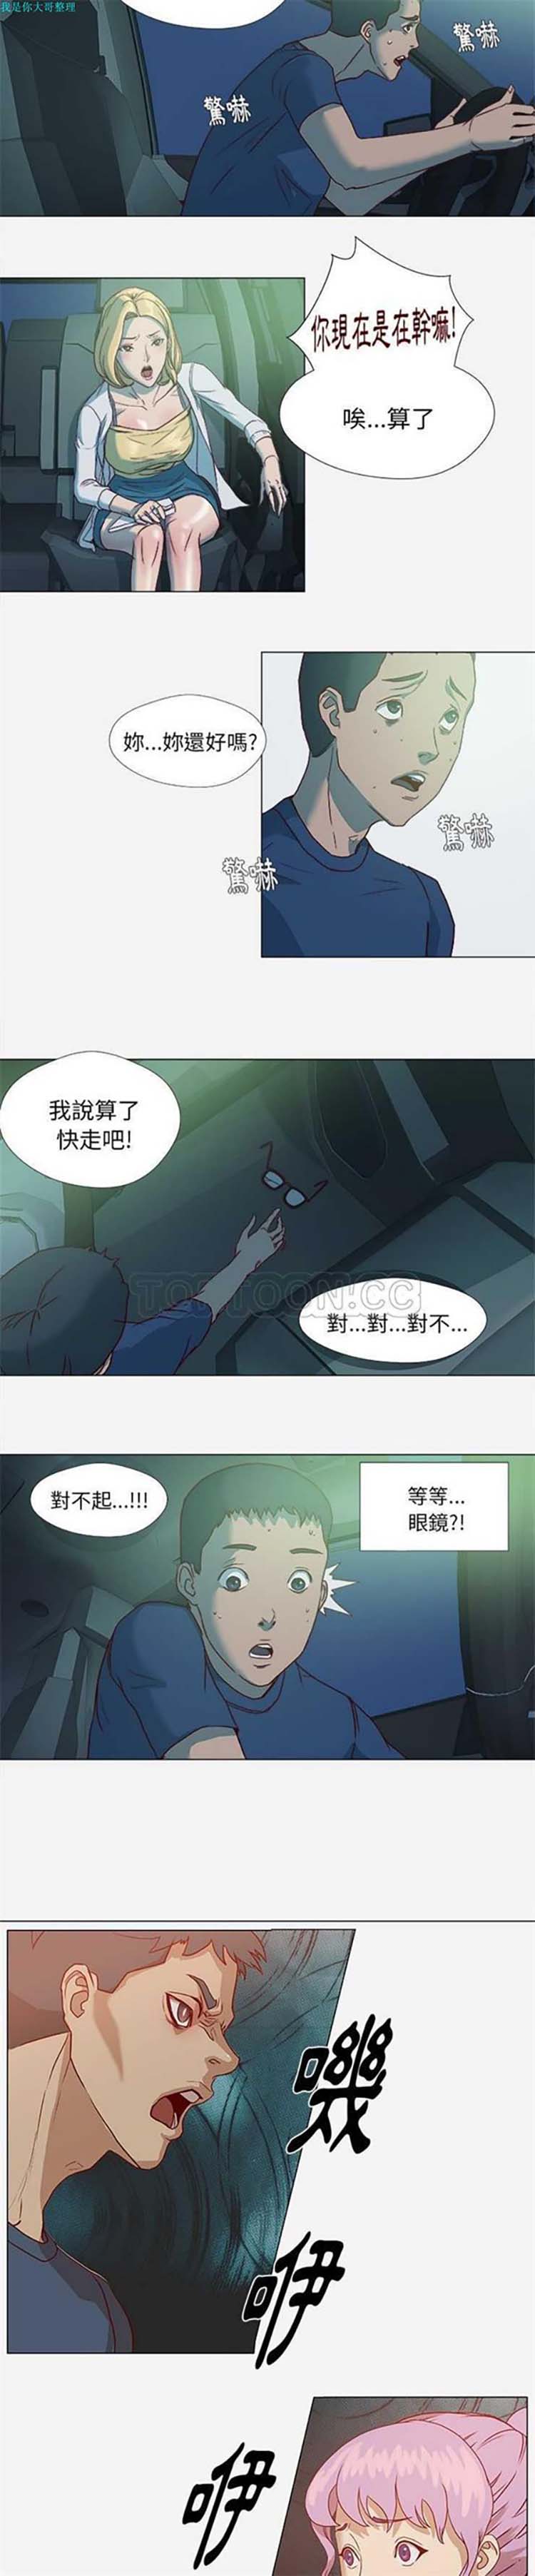 我是你大哥整理
驚嚇
驚嚇
你現在是在幹嘛!
唉...算了
妳...妳還好嗎?
驚嚇
驚嚇
我說算了
快走吧!
TOPTOON.CC
對...對...對不...
對不起...!!!
等等...
眼鏡?!
嘰
咿
咿